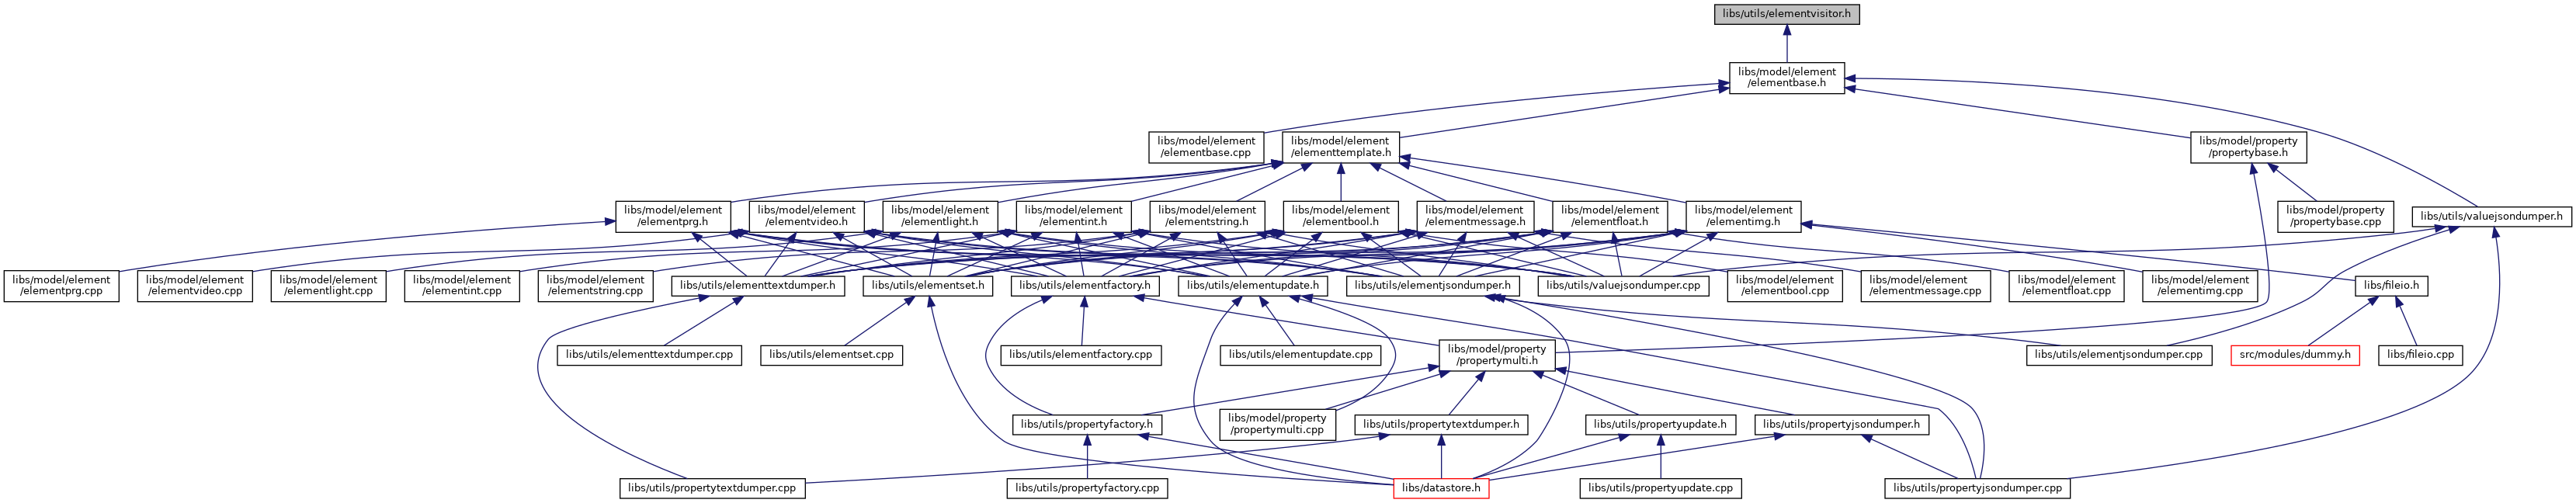 libs/utils/elementvisitor.h
libs/model/element
/elementbase.h
libs/model/element
/elementbase.cpp
libs/model/element
/elementtemplate.h
libs/model/property
/propertybase.h
libs/model/element
/elementprg.h
libs/model/element
/elementvideo.h
libs/model/element
/elementlight.h
libs/model/element
/elementint.h
libs/model/element
/elementstring.h
libs/model/element
/elementbool.h
libs/model/element
/elementmessage.h
libs/model/element
/elementfloat.h
libs/model/element
/elementimg.h
libs/model/property
/propertybase.cpp
libs/utils/valuejsondumper.h
libs/model/element
/elementprg.cpp
libs/model/element
/elementvideo.cpp
libs/model/element
/elementlight.cpp
libs/model/element
/elementint.cpp
libs/model/element
/elementstring.cpp
libs/utils/elementtextdumper.h
libs/utils/elementset.h
libs/utils/elementfactory.h
libs/utils/elementupdate.h
libs/utils/elementjsondumper.h
libs/utils/valuejsondumper.cpp
libs/model/element
/elementbool.cpp
libs/model/element
/elementmessage.cpp
libs/model/element
/elementfloat.cpp
libs/model/element
/elementimg.cpp
libs/fileio.h
libs/utils/elementtextdumper.cpp
libs/utils/elementset.cpp
libs/utils/elementfactory.cpp
libs/utils/elementupdate.cpp
libs/model/property
/propertymulti.h
libs/utils/elementjsondumper.cpp
src/modules/dummy.h
libs/fileio.cpp
libs/utils/propertyfactory.h
libs/model/property
/propertymulti.cpp
libs/utils/propertytextdumper.h
libs/utils/propertyupdate.h
libs/utils/propertyjsondumper.h
libs/utils/propertytextdumper.cpp
libs/utils/propertyfactory.cpp
libs/datastore.h
libs/utils/propertyupdate.cpp
libs/utils/propertyjsondumper.cpp